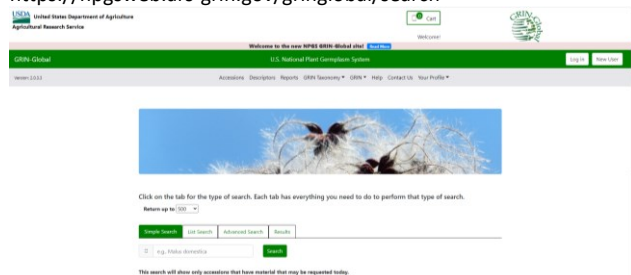 https://npgsweb.ars-grin.gov/gringlobal/search
USDA United States Department of Agriculture
Agricultural Research Service
0 Cart
Welcome!
GRIN
Welcome to the new NPGS GRIN-Global site! Read More
GRIN-Global U.S. National Plant Germplasm System Log in New User
Accessions Descriptors Reports GRIN Taxonomy GRIN Help Contact Us Your Profile
Click on the tab for the type of search. Each tab has everything you need to do to perform that type of search.
Return up to 500
Simple Search List Search Advanced Search Results
e.g. Malus domestica Search
This search will show only accessions that have material that may be requested today.